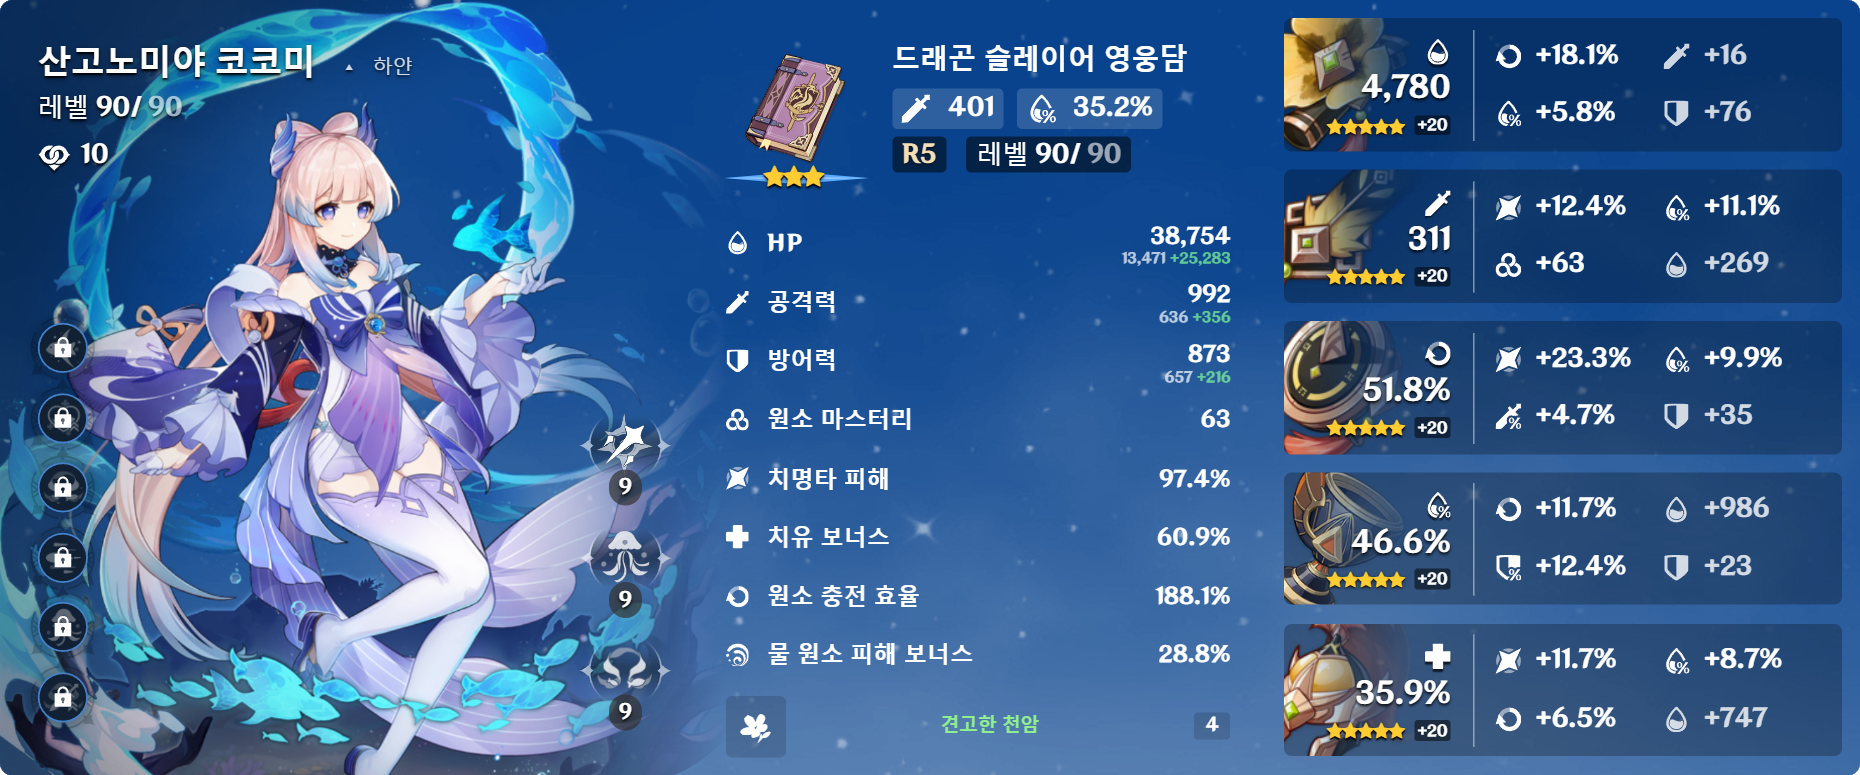 산고노미야 코코미 ▲ 하얀
레벨 90/ 90
10
9
9
9
드래곤 슬레이어 영웅담
401 35.2%
R5 레벨 90/ 90
HP 38,754
13,471 +25,283
공격력 992
636 +356
방어력 873
657 +216
원소 마스터리 63
치명타 피해 97.4%
치유 보너스 60.9%
원소 충전 효율 188.1%
물 원소 피해 보너스 28.8%
견고한 천암 4
4,780
+20
+18.1% +16
+5.8% +76
311
+20
+12.4% +11.1%
+63 +269
51.8%
+20
+23.3% +9.9%
+4.7% +35
46.6%
+20
+11.7% +986
+12.4% +23
35.9%
+20
+11.7% +8.7%
+6.5% +747